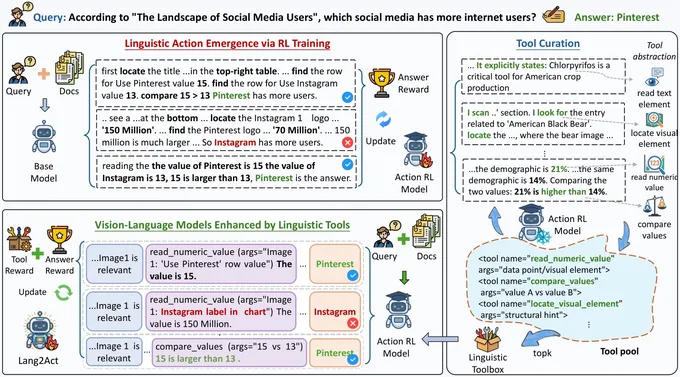 Query: According to "The Landscape of Social Media Users", which social media has more internet users?
Answer: Pinterest
Linguistic Action Emergence via RL Training
Query
Docs
Base Model
first locate the title ...in the top-right table. ... find the row
for Use Pinterest value 15. find the row for Use Instagram
value 13. compare 15 > 13 Pinterest has more users.
.. see a ...at the bottom ... locate the Instagram 1 logo ...
'150 Million'. ... find the Pinterest logo ... '70 Million'. ... 150
million is much larger ... So Instagram has more users.
reading the the value of Pinterest is 15 the value of
Instagram is 13, 15 is larger than 13, Pinterest is the answer.
Answer
Reward
Update
Action RL
Model
Tool Curation
... It explicitly states: Chlorpyrifos is a
critical tool for American crop
production
I scan ..' section. I look for the entry
related to 'American Black Bear'.
locate the ..., where the bear image ...
...the demographic is 21%. ...the same
demographic is 14%. Comparing the
two values: 21% is higher than 14%.
Tool
abstraction
read text
element
locate visual
element
read numeric
value
compare
values
Action RL
Model
<tool name="read_numeric_value"
args="data point/visual element">
<tool name="compare_values"
args="value A vs value B">
<tool name="locate_visual_element"
args="structural hint">
Tool pool
topk
Linguistic
Toolbox
Vision-Language Models Enhanced by Linguistic Tools
Tool
Reward
Answer
Reward
Update
Lang2Act
...Image1 is
relevant
read_numeric_value (args="Image
1: 'Use Pinterest' row value") The
value is 15.
Pinterest
...Image 1 is
relevant
read_numeric_value (args="Image
1: Instagram label in chart") The
value is 150 Million.
Instagram
...Image 1 is
relevant
... compare_values (args="15 vs 13")
15 is larger than 13 .
Pinterest
Query
Docs
Action RL
Model